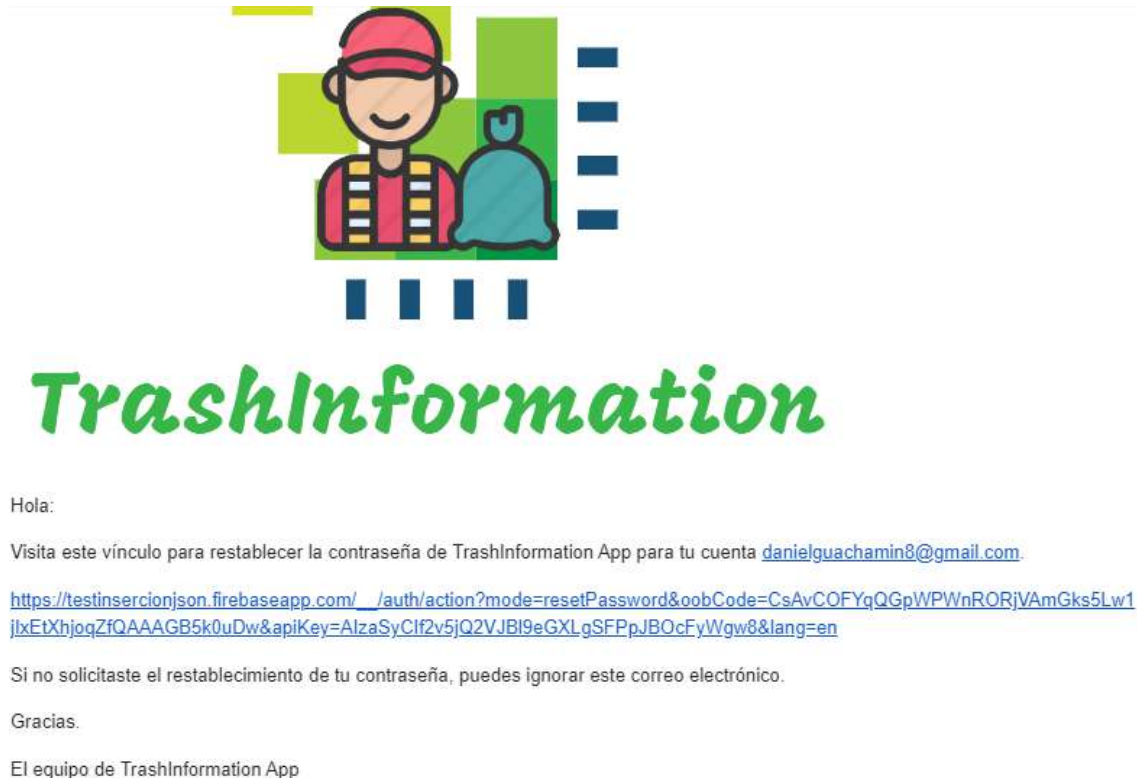 TrashInformation
Hola:
Visita este vínculo para restablecer la contraseña de TrashInformation App para tu cuenta danielguachamin8@gmail.com.
https://testinsercionjson.firebaseapp.com/__/auth/action?mode=resetPassword&oobCode=CsAvCOFYqQGpWPWnRORjVAmGks5Lw1
jlxEtXhjoqZfQAAAGB5k0uDw&apiKey=AIzaSyClf2v5jQ2VJBl9eGXLgSFPpJBOcFyWgw8&lang=en
Si no solicitaste el restablecimiento de tu contraseña, puedes ignorar este correo electrónico.
Gracias.
El equipo de TrashInformation App